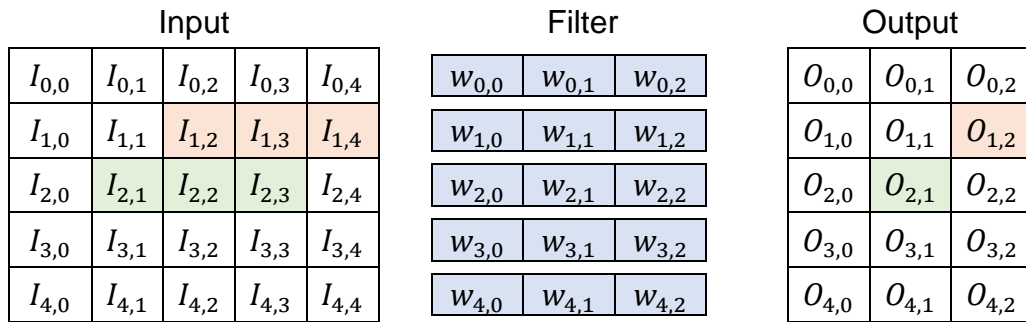 Input Filter Output
I0,0 I0,1 I0,2 I0,3 I0,4 w0,0 w0,1 w0,2 O0,0 O0,1 O0,2
I1,0 I1,1 I1,2 I1,3 I1,4 w1,0 w1,1 w1,2 O1,0 O1,1 O1,2
I2,0 I2,1 I2,2 I2,3 I2,4 w2,0 w2,1 w2,2 O2,0 O2,1 O2,2
I3,0 I3,1 I3,2 I3,3 I3,4 w3,0 w3,1 w3,2 O3,0 O3,1 O3,2
I4,0 I4,1 I4,2 I4,3 I4,4 w4,0 w4,1 w4,2 O4,0 O4,1 O4,2